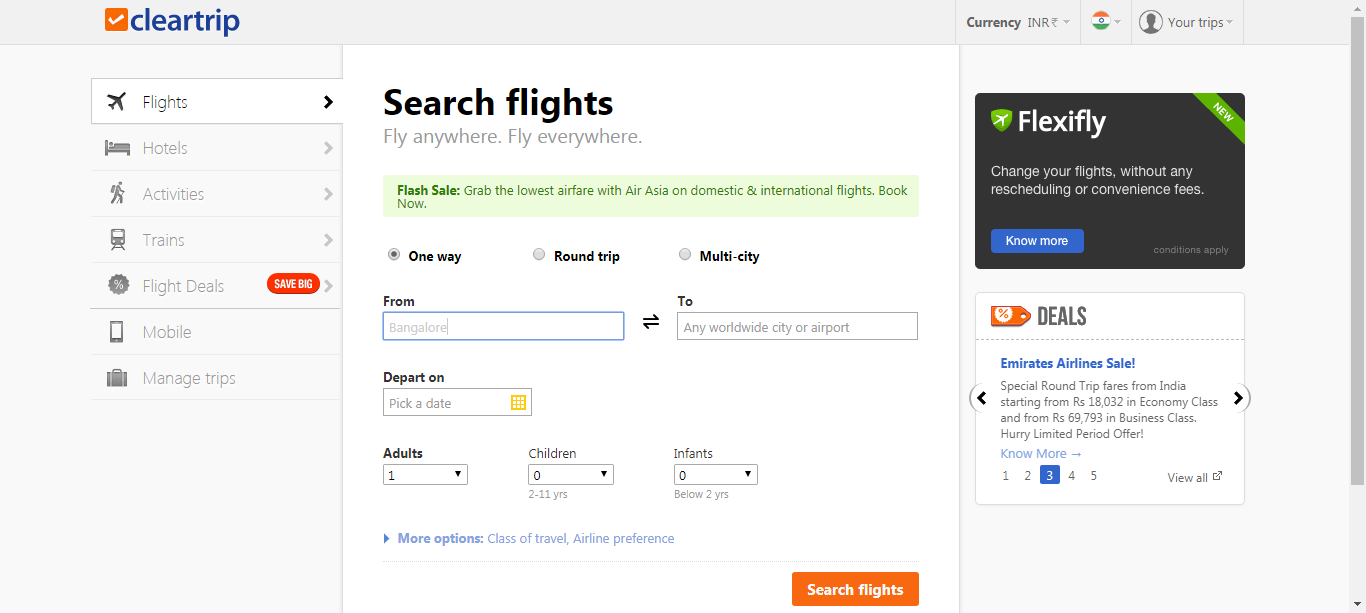 cleartrip
Currency INR ₹
Your trips
Flights
Hotels
Activities
Trains
% Flight Deals SAVE BIG
Mobile
Manage trips
Search flights
Fly anywhere. Fly everywhere.
Flash Sale: Grab the lowest airfare with Air Asia on domestic & international flights. Book
Now.
One way Round trip Multi-city
From To
Bangalore Any worldwide city or airport
Depart on
Pick a date
Adults Children Infants
1 0 0
2-11 yrs Below 2 yrs
More options: Class of travel, Airline preference
Search flights
Flexifly
NEW
Change your flights, without any
rescheduling or convenience fees.
Know more
conditions apply
% DEALS
Emirates Airlines Sale!
Special Round Trip fares from India
starting from Rs 18,032 in Economy Class
and from Rs 69,793 in Business Class.
Hurry Limited Period Offer!
Know More →
1 2 3 4 5 View all